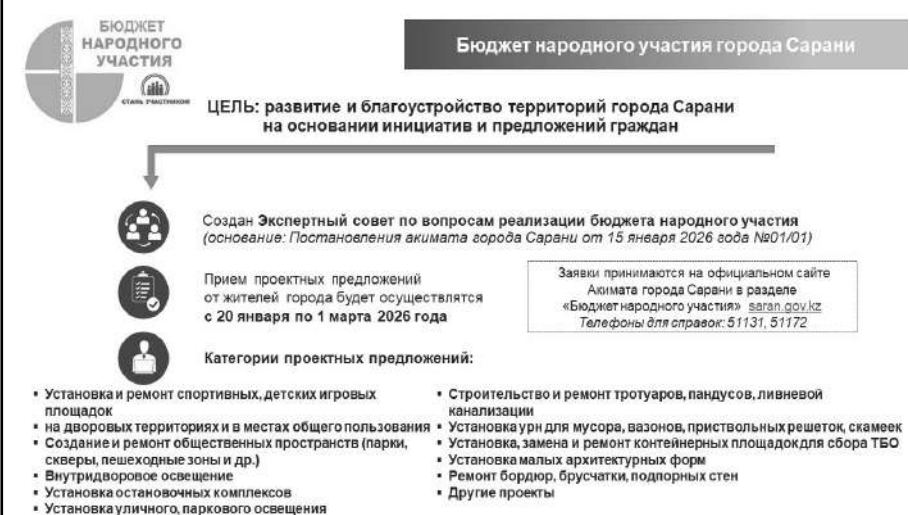 БЮДЖЕТ
НАРОДНОГО
УЧАСТИЯ
СТАНЬ УЧАСТНИКОМ
Бюджет народного участия города Сарани
ЦЕЛЬ: развитие и благоустройство территорий города Сарани
на основании инициатив и предложений граждан
Создан Экспертный совет по вопросам реализации бюджета народного участия
(основание: Постановления акимата города Сарани от 15 января 2026 года №01/01)
Прием проектных предложений
от жителей города будет осуществлятся
с 20 января по 1 марта 2026 года
Заявки принимаются на официальном сайте
Акимата города Сарани в разделе
«Бюджет народного участия» saran.gov.kz
Телефоны для справок: 51131, 51172
Категории проектных предложений:
▪ Установка и ремонт спортивных, детских игровых
площадок
▪ на дворовых территориях и в местах общего пользования
▪ Создание и ремонт общественных пространств (парки,
скверы, пешеходные зоны и др.)
▪ Внутридворовое освещение
▪ Установка остановочных комплексов
▪ Установка уличного, паркового освещения
▪ Строительство и ремонт тротуаров, пандусов, ливневой
канализации
▪ Установка урн для мусора, вазонов, приствольных решеток, скамеек
▪ Установка, замена и ремонт контейнерных площадок для сбора ТБО
▪ Установка малых архитектурных форм
▪ Ремонт бордюр, брусчатки, подпорных стен
▪ Другие проекты